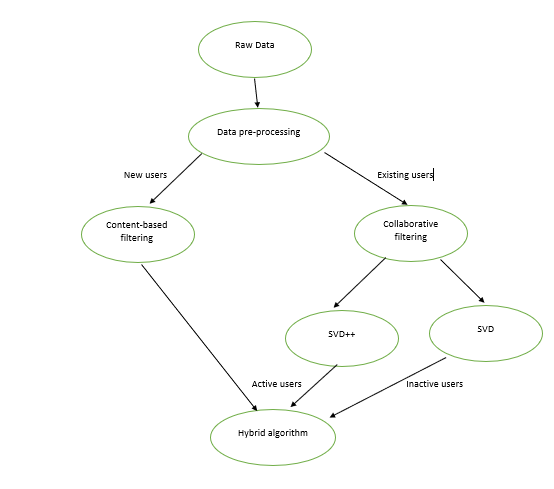 Raw Data
Data pre-processing
New users
Existing users
Content-based
filtering
Collaborative
filtering
SVD++
SVD
Active users
Inactive users
Hybrid algorithm